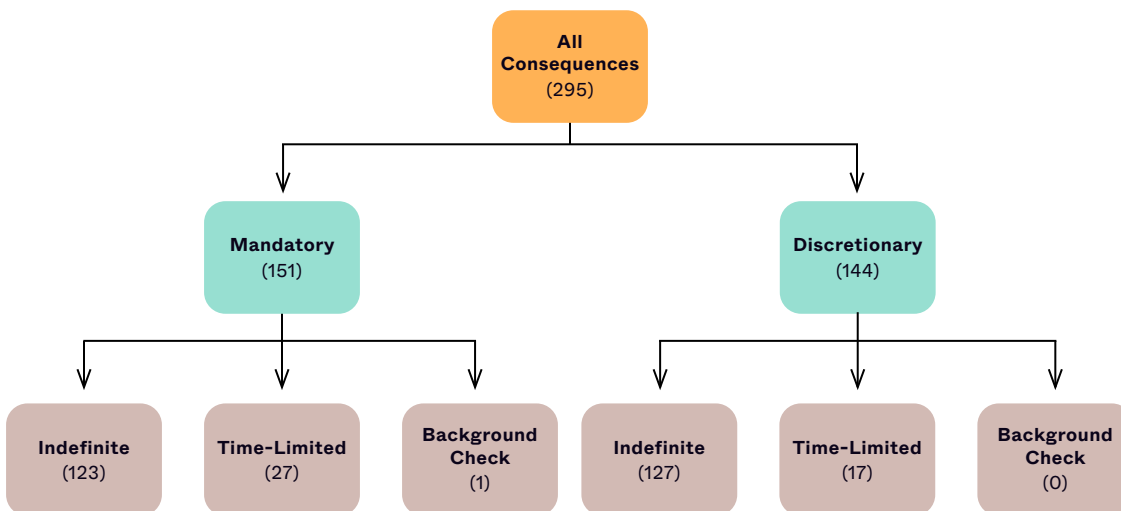 All
Consequences
(295)
Mandatory
(151)
Discretionary
(144)
Indefinite
(123)
Time-Limited
(27)
Background
Check
(1)
Indefinite
(127)
Time-Limited
(17)
Background
Check
(0)